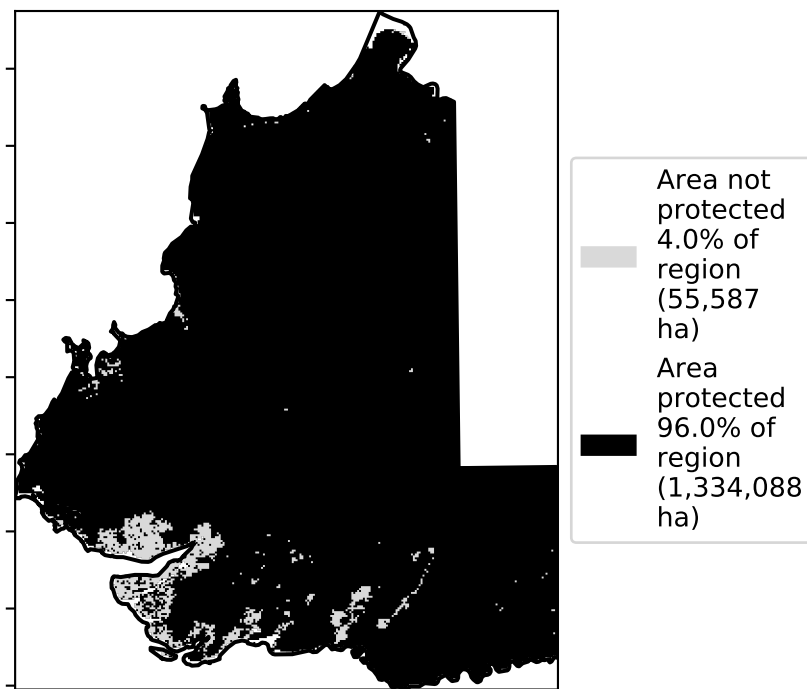 Area not
protected
4.0% of
region
(55,587
ha)
Area
protected
96.0% of
region
(1,334,088
ha)